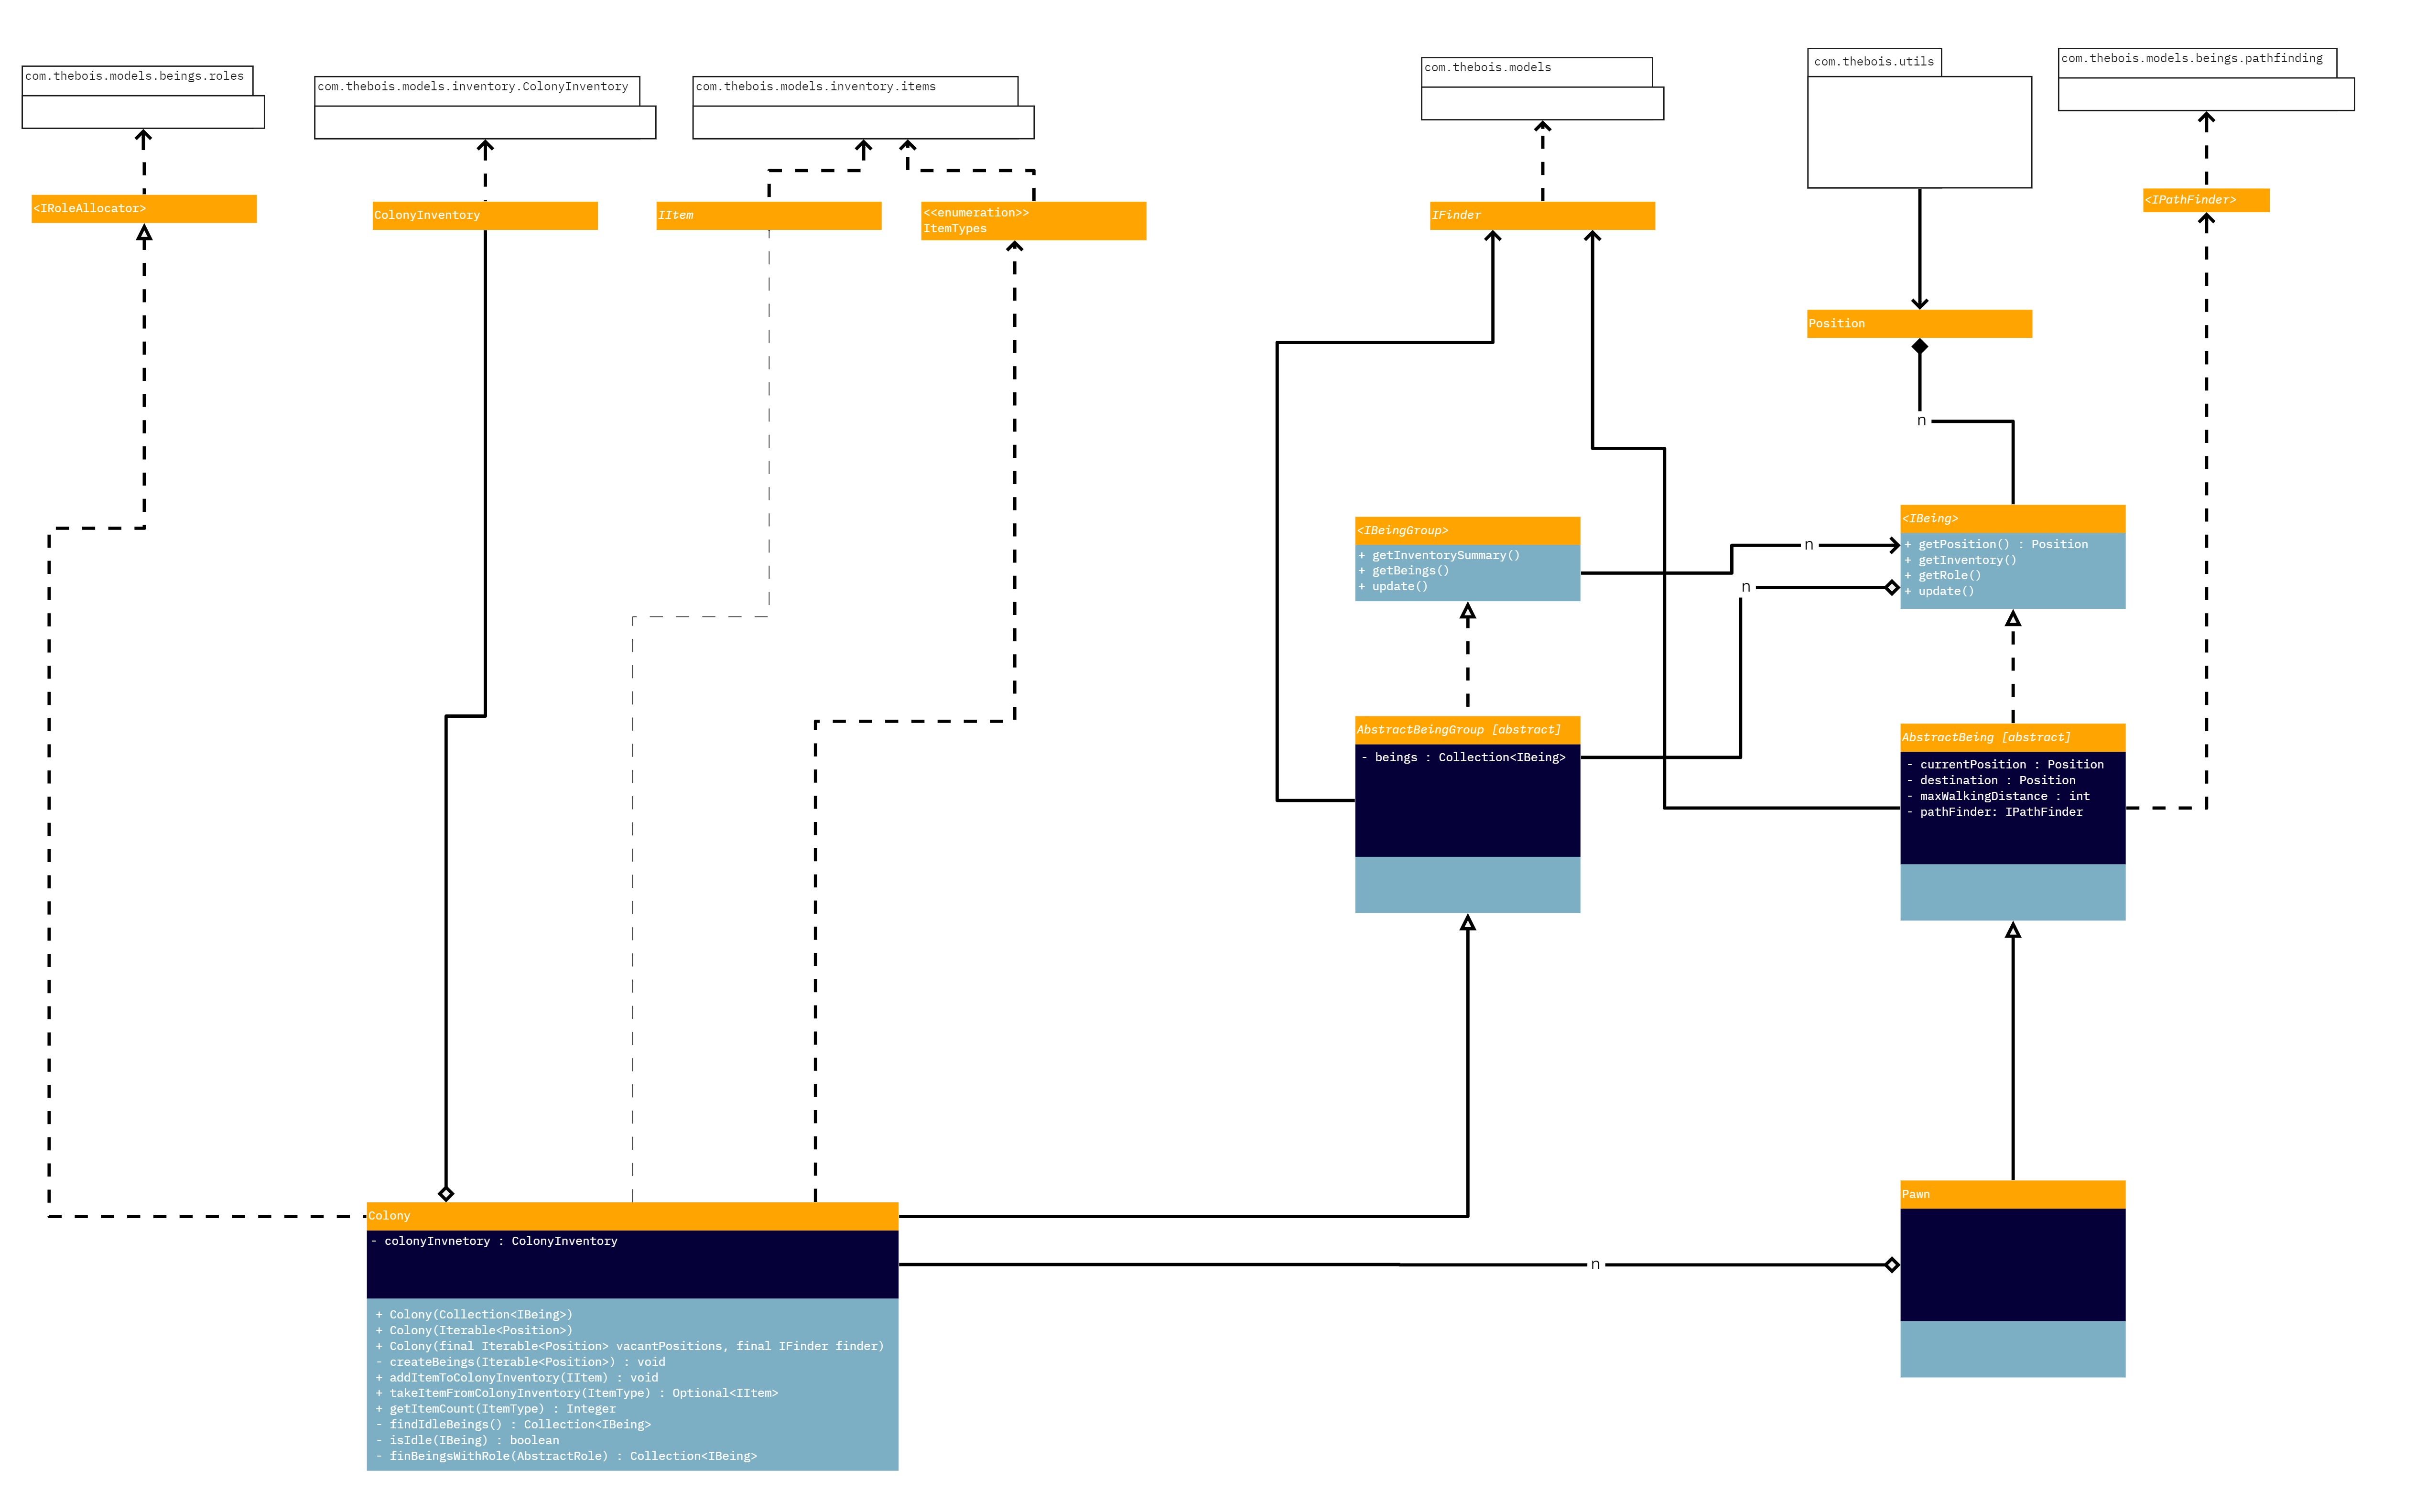 com.thebois.models.beings.roles
com.thebois.models.inventory.ColonyInventory
com.thebois.models.inventory.items
com.thebois.models
com.thebois.utils
com.thebois.models.beings.pathfinding
<IRoleAllocator>
ColonyInventory
IItem
<<enumeration>>
ItemTypes
IFinder
<IPathFinder>
Position
n
<IBeingGroup>
+ getInventorySummary()
+ getBeings()
+ update()
n
n
<IBeing>
+ getPosition() : Position
+ getInventory()
+ getRole()
+ update()
AbstractBeingGroup [abstract]
- beings : Collection<IBeing>
AbstractBeing [abstract]
- currentPosition : Position
- destination : Position
- maxWalkingDistance : int
- pathFinder: IPathFinder
Colony
- colonyInvnetory : ColonyInventory
+ Colony(Collection<IBeing>)
+ Colony(Iterable<Position>)
+ Colony(final Iterable<Position> vacantPositions, final IFinder finder)
- createBeings(Iterable<Position>) : void
+ addItemToColonyInventory(IItem) : void
+ takeItemFromColonyInventory(ItemType) : Optional<IItem>
+ getItemCount(ItemType) : Integer
- findIdleBeings() : Collection<IBeing>
- isIdle(IBeing) : boolean
- finBeingsWithRole(AbstractRole) : Collection<IBeing>
n
Pawn